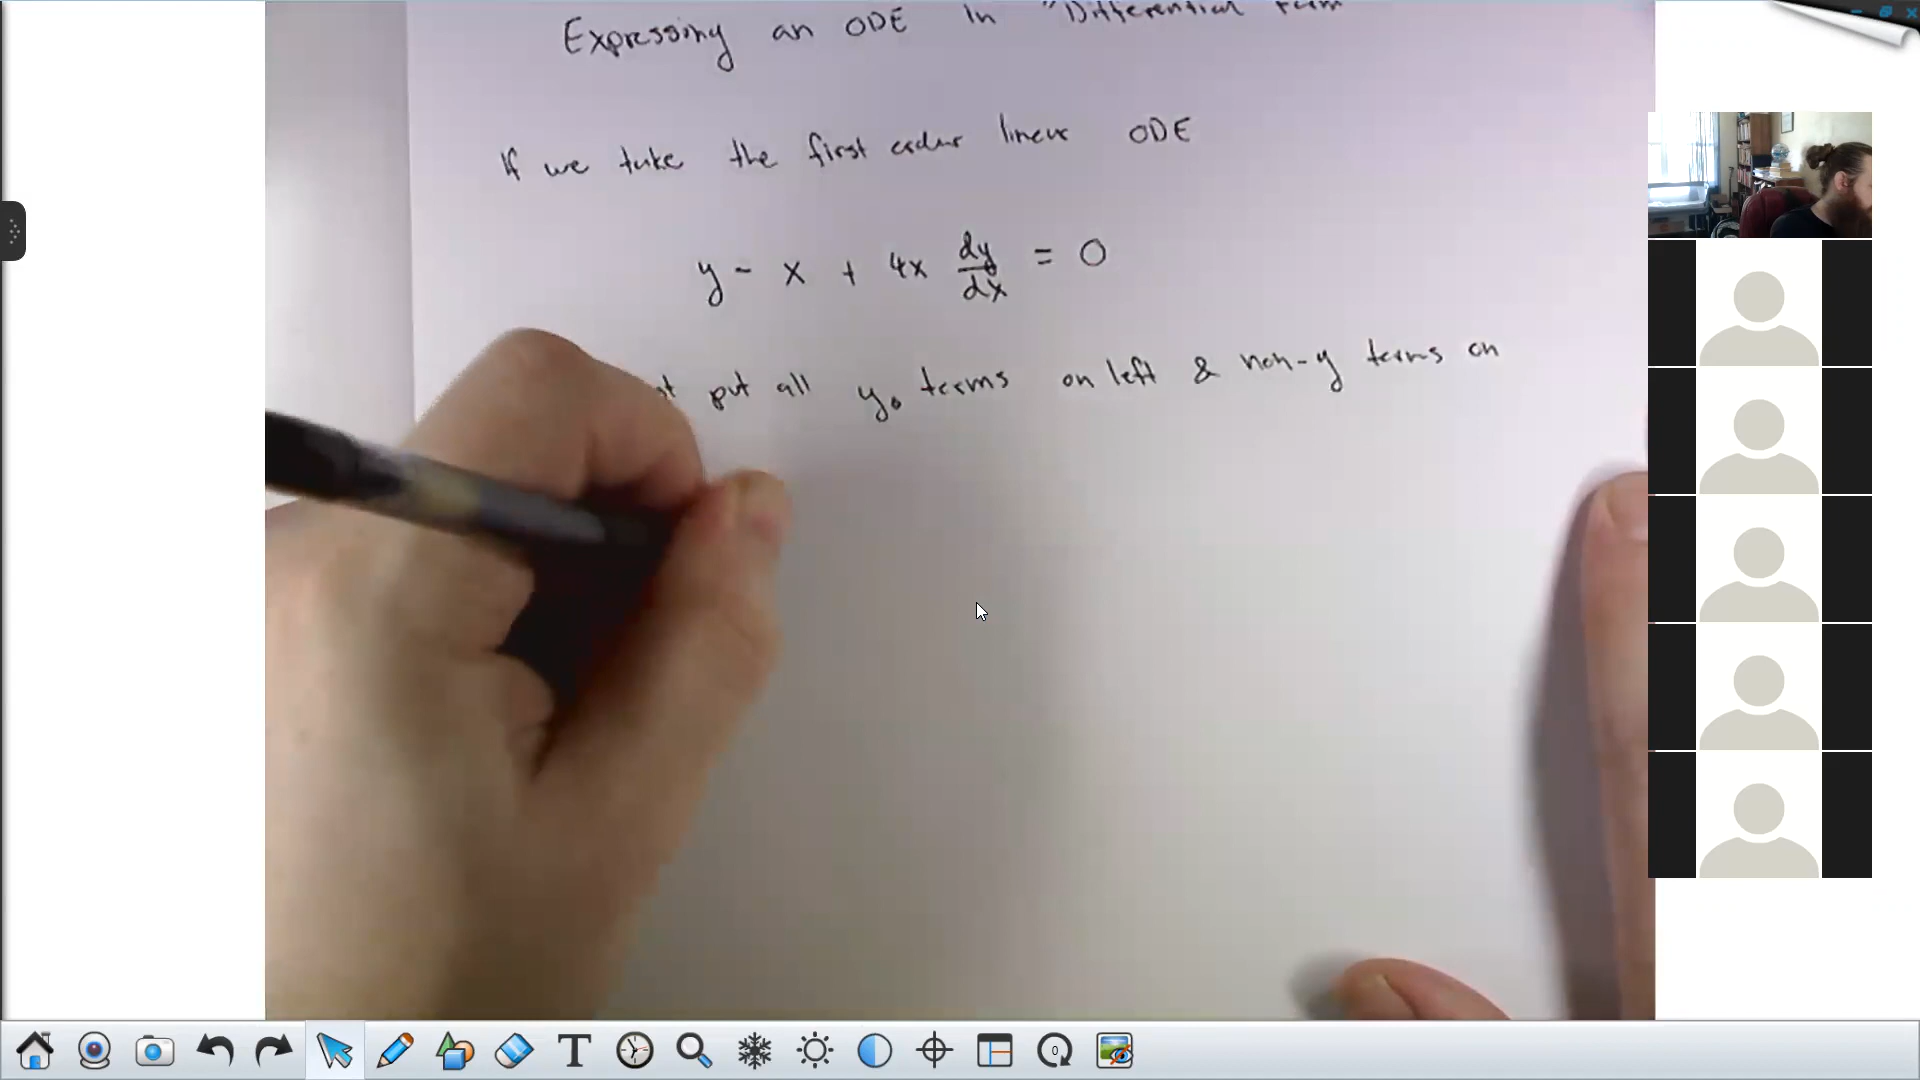 Expressing an ODE in "Differential Form
If we take the first order linear ODE
y - x + 4x dy/dx = 0
put all y terms on left & non-y terms on